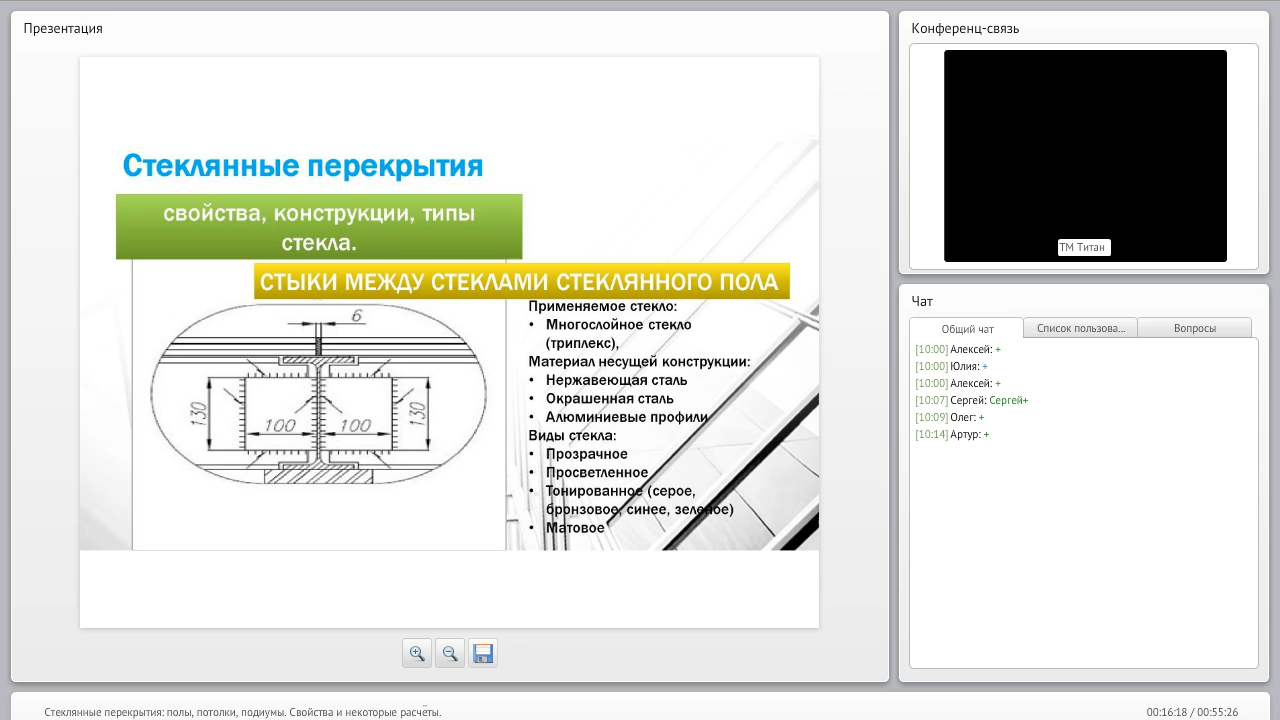 Презентация
Стеклянные перекрытия
свойства, конструкции, типы
стекла.
СТЫКИ МЕЖДУ СТЕКЛАМИ СТЕКЛЯННОГО ПОЛА
6
130
100
100
130
Применяемое стекло:
• Многослойное стекло
(триплекс),
Материал несущей конструкции:
• Нержавеющая сталь
• Окрашенная сталь
• Алюминиевые профили
Виды стекла:
• Прозрачное
• Просветленное
• Тонированное (серое,
бронзовое, синее, зеленое)
• Матовое
Конференц-связь
ТМ Титан
Чат
Общий чат
Список пользова...
Вопросы
[10:00] Алексей: +
[10:00] Юлия: +
[10:00] Алексей: +
[10:07] Сергей: Сергей+
[10:09] Олег: +
[10:14] Артур: +
Стеклянные перекрытия: полы, потолки, подиумы. Свойства и некоторые расчёты.
00:16:18 / 00:55:26